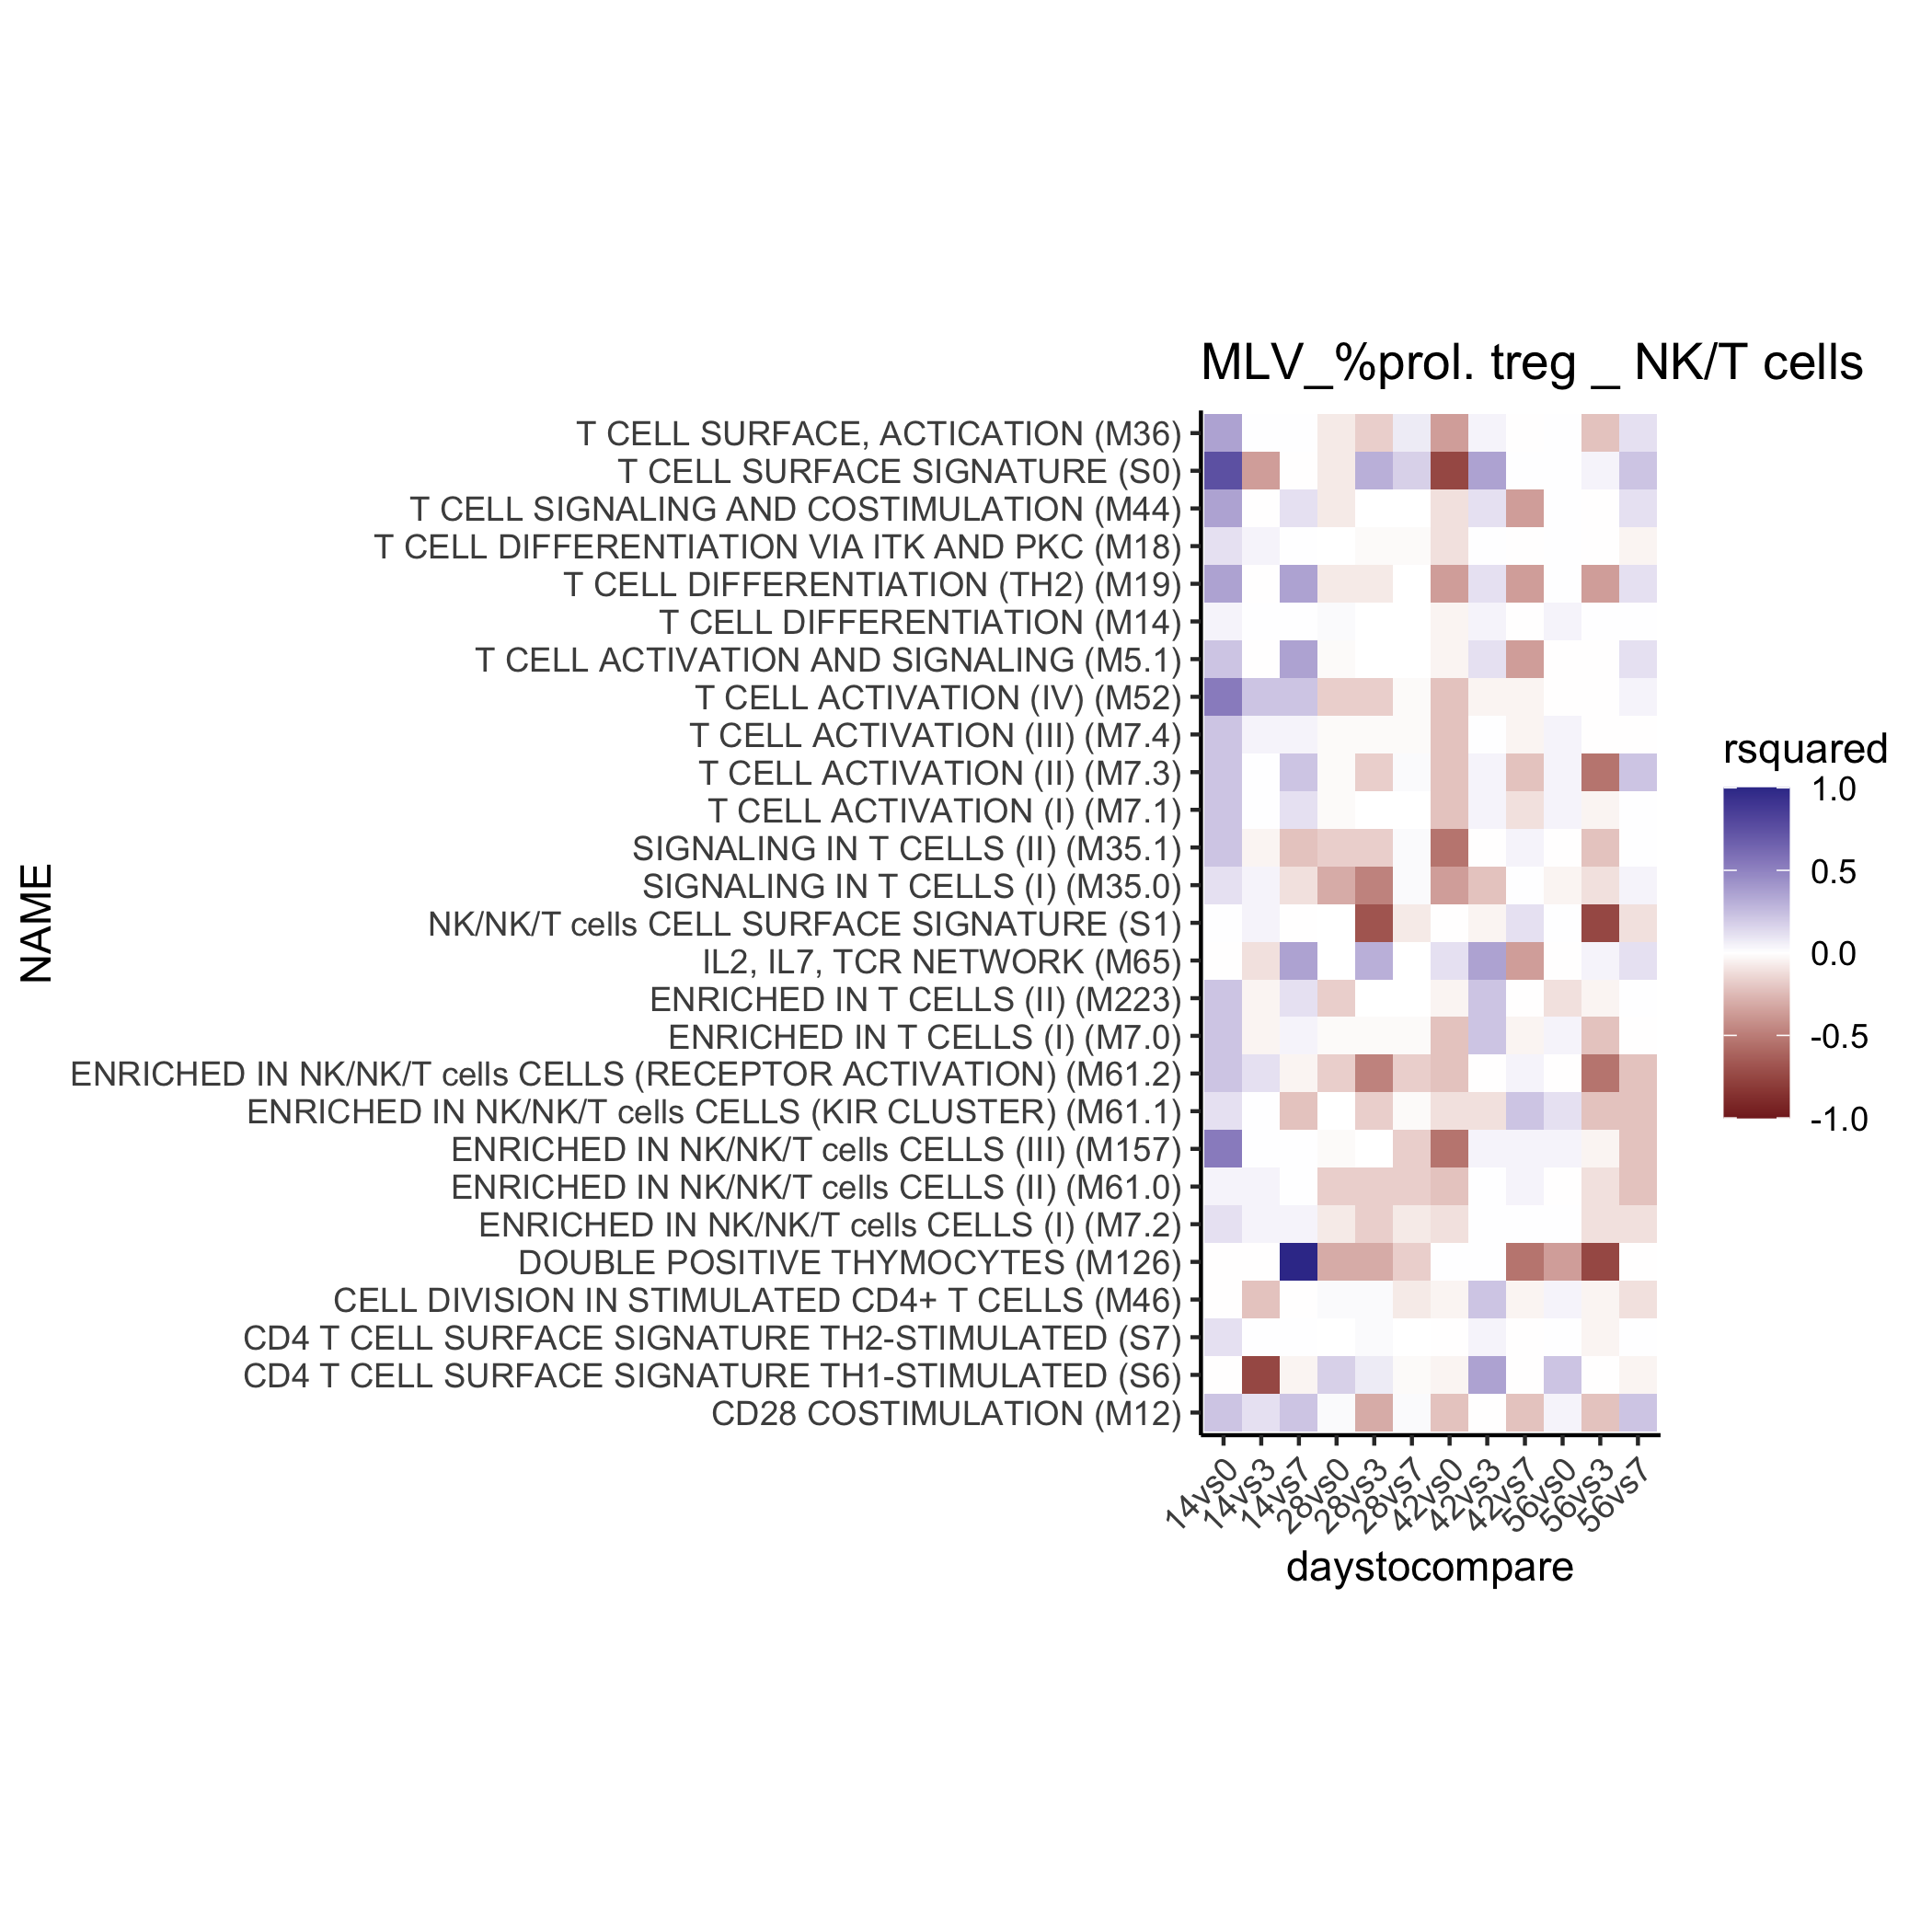 MLV_%prol. treg _ NK/T cells
NAME
T CELL SURFACE, ACTICATION (M36)
T CELL SURFACE SIGNATURE (S0)
T CELL SIGNALING AND COSTIMULATION (M44)
T CELL DIFFERENTIATION VIA ITK AND PKC (M18)
T CELL DIFFERENTIATION (TH2) (M19)
T CELL DIFFERENTIATION (M14)
T CELL ACTIVATION AND SIGNALING (M5.1)
T CELL ACTIVATION (IV) (M52)
T CELL ACTIVATION (III) (M7.4)
T CELL ACTIVATION (II) (M7.3)
T CELL ACTIVATION (I) (M7.1)
SIGNALING IN T CELLS (II) (M35.1)
SIGNALING IN T CELLS (I) (M35.0)
NK/NK/T cells CELL SURFACE SIGNATURE (S1)
IL2, IL7, TCR NETWORK (M65)
ENRICHED IN T CELLS (II) (M223)
ENRICHED IN T CELLS (I) (M7.0)
ENRICHED IN NK/NK/T cells CELLS (RECEPTOR ACTIVATION) (M61.2)
ENRICHED IN NK/NK/T cells CELLS (KIR CLUSTER) (M61.1)
ENRICHED IN NK/NK/T cells CELLS (III) (M157)
ENRICHED IN NK/NK/T cells CELLS (II) (M61.0)
ENRICHED IN NK/NK/T cells CELLS (I) (M7.2)
DOUBLE POSITIVE THYMOCYTES (M126)
CELL DIVISION IN STIMULATED CD4+ T CELLS (M46)
CD4 T CELL SURFACE SIGNATURE TH2-STIMULATED (S7)
CD4 T CELL SURFACE SIGNATURE TH1-STIMULATED (S6)
CD28 COSTIMULATION (M12)
14vs0
14vs3
14vs7
28vs0
28vs3
28vs7
42vs0
42vs3
42vs7
56vs0
56vs3
56vs7
daystocompare
rsquared
1.0
0.5
0.0
-0.5
-1.0